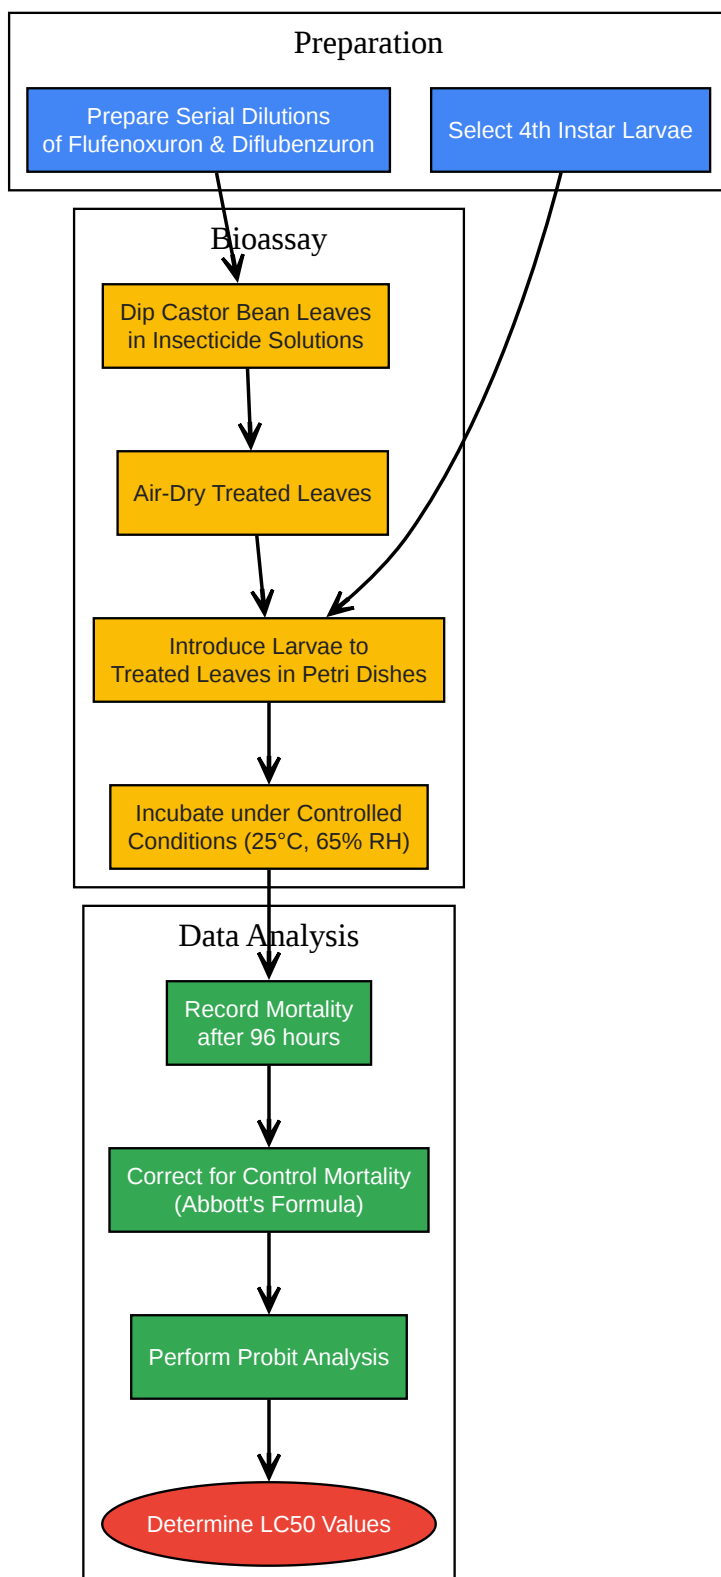 Preparation
Prepare Serial Dilutions
of Flufenoxuron & Diflubenzuron
Select 4th Instar Larvae
Bioassay
Dip Castor Bean Leaves
in Insecticide Solutions
Air-Dry Treated Leaves
Introduce Larvae to
Treated Leaves in Petri Dishes
Incubate under Controlled
Conditions (25°C, 65% RH)
Data Analysis
Record Mortality
after 96 hours
Correct for Control Mortality
(Abbott's Formula)
Perform Probit Analysis
Determine LC50 Values